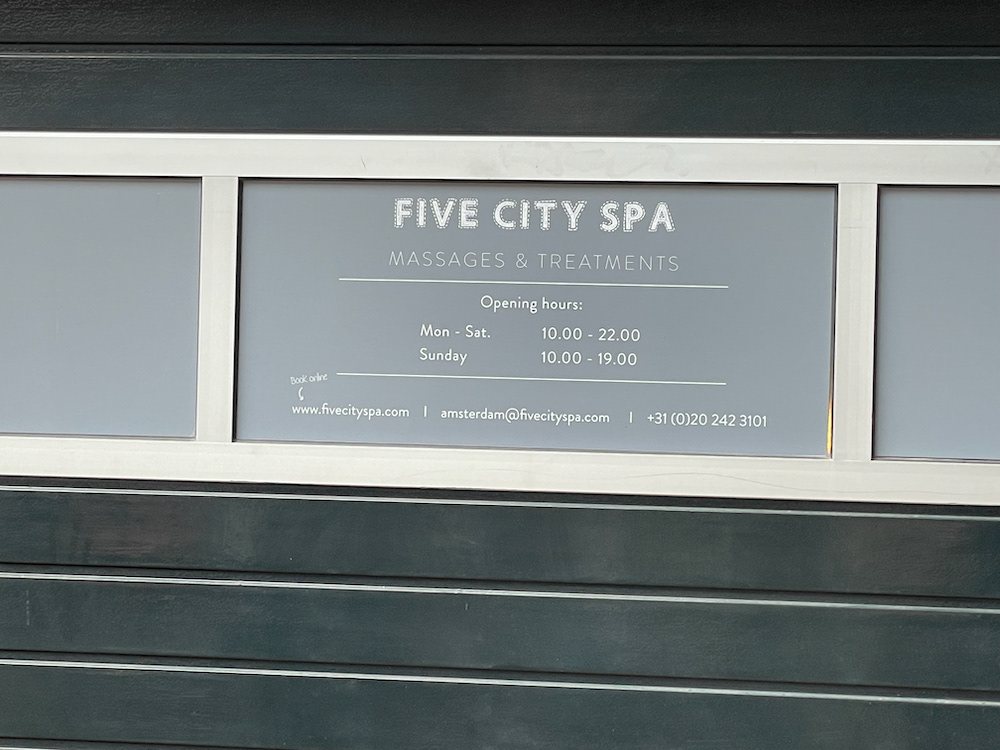 FIVE CITY SPA
MASSAGES & TREATMENTS
Opening hours:
Mon - Sat. 10.00 - 22.00
Sunday 10.00 - 19.00
Book online
www.fivecityspa.com | amsterdam@fivecityspa.com | +31 (0)20 242 3101